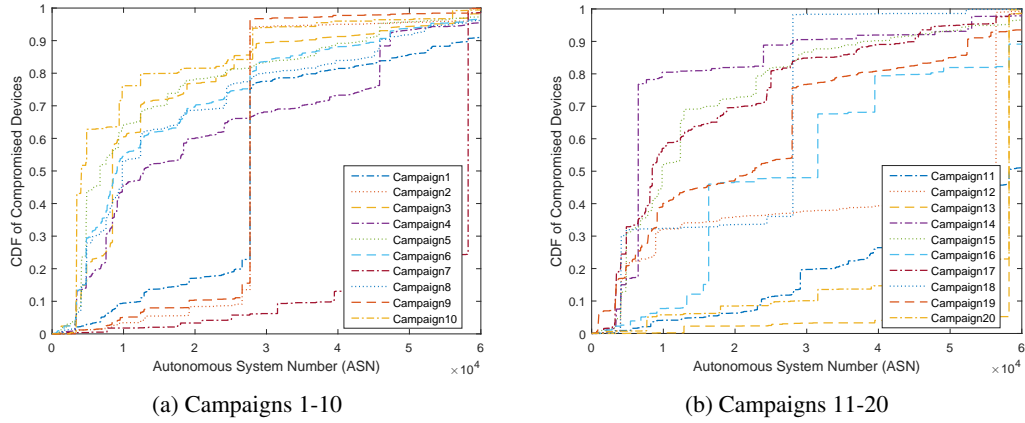 CDF of Compromised Devices
1
0.9
0.8
0.7
0.6
0.5
0.4
0.3
0.2
0.1
0
Campaign1
Campaign2
Campaign3
Campaign4
Campaign5
Campaign6
Campaign7
Campaign8
Campaign9
Campaign10
0 1 2 3 4 5 6
Autonomous System Number (ASN)
× 10⁴
(a) Campaigns 1-10
CDF of Compromised Devices
1
0.9
0.8
0.7
0.6
0.5
0.4
0.3
0.2
0.1
0
Campaign11
Campaign12
Campaign13
Campaign14
Campaign15
Campaign16
Campaign17
Campaign18
Campaign19
Campaign20
0 1 2 3 4 5 6
Autonomous System Number (ASN)
× 10⁴
(b) Campaigns 11-20